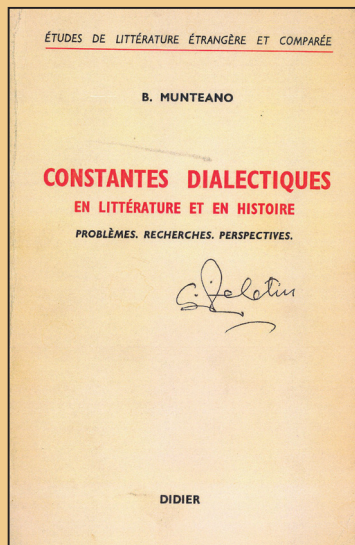 ÉTUDES DE LITTÉRATURE ÉTRANGÈRE ET COMPARÉE
B. MUNTEANO
CONSTANTES DIALECTIQUES
EN LITTÉRATURE ET EN HISTOIRE
PROBLÈMES. RECHERCHES. PERSPECTIVES.
DIDIER